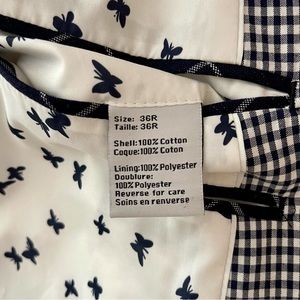 Size: 36R
Taille: 36R
Shell:100% Cotton
Coque:100% Coton
Lining:100% Polyester
Doublure:
100% Polyester
Reverse for care
Soins en renverse